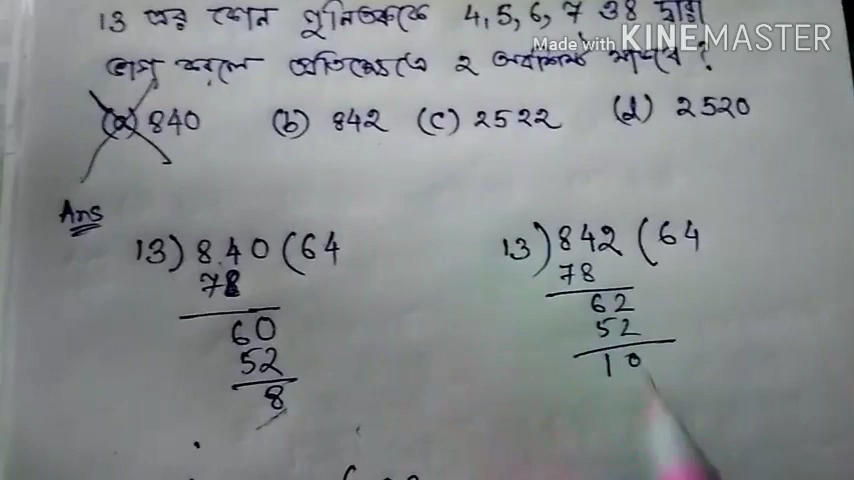 13 এর কোন গুনিতককে 4, 5, 6, 7 ও 8 দ্বারা
Made with KINEMASTER
ভাগ করলে প্রতিক্ষেত্রে ২ অবশিষ্ট থাকবে ?
(a) 840 (b) 842 (c) 2522 (d) 2520
Ans
13) 840 (64
78
60
52
8
13) 842 (64
78
62
52
10